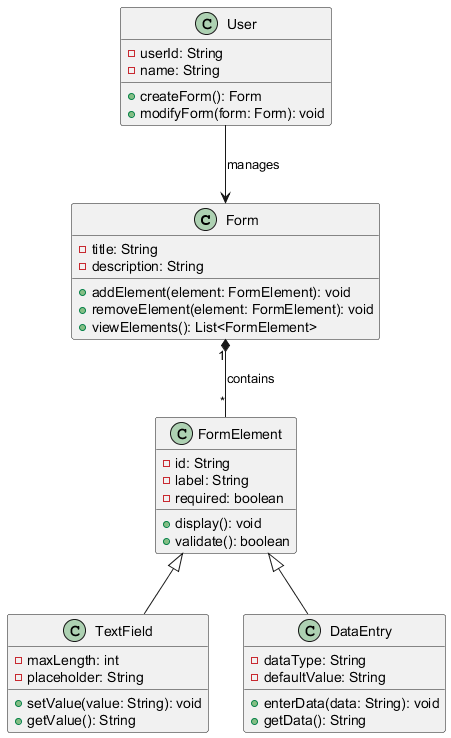 C User
userId: String
name: String
createForm(): Form
modifyForm(form: Form): void
manages
C Form
title: String
description: String
addElement(element: FormElement): void
removeElement(element: FormElement): void
viewElements(): List<FormElement>
1
contains
*
C FormElement
id: String
label: String
required: boolean
display(): void
validate(): boolean
C TextField
maxLength: int
placeholder: String
setValue(value: String): void
getValue(): String
C DataEntry
dataType: String
defaultValue: String
enterData(data: String): void
getData(): String